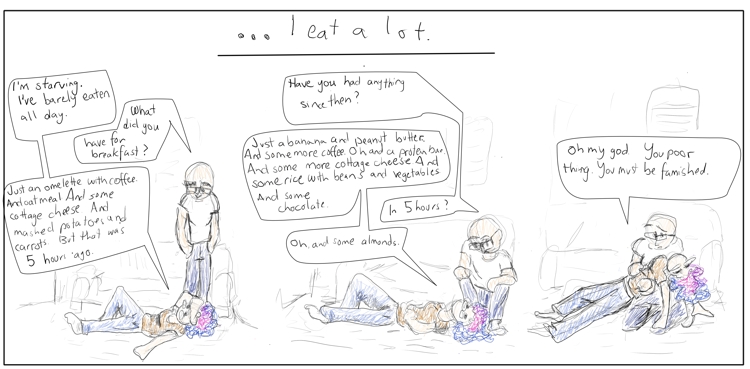 ... I eat a lot.
I'm starving.
I've barely eaten
all day.
What
did you
have for
breakfast?
Just an omelette with coffee.
And oatmeal And some
cottage cheese And
mashed potatoes and
carrots. But that was
5 hours ago.
Have you had anything
since then?
Just a banana and peanut butter.
And some more coffee. Oh and a protein bar
And some more cottage cheese And
some rice with beans and vegetables
And some
chocolate.
In 5 hours?
Oh, and some almonds.
Oh my god. You poor
thing. You must be famished.